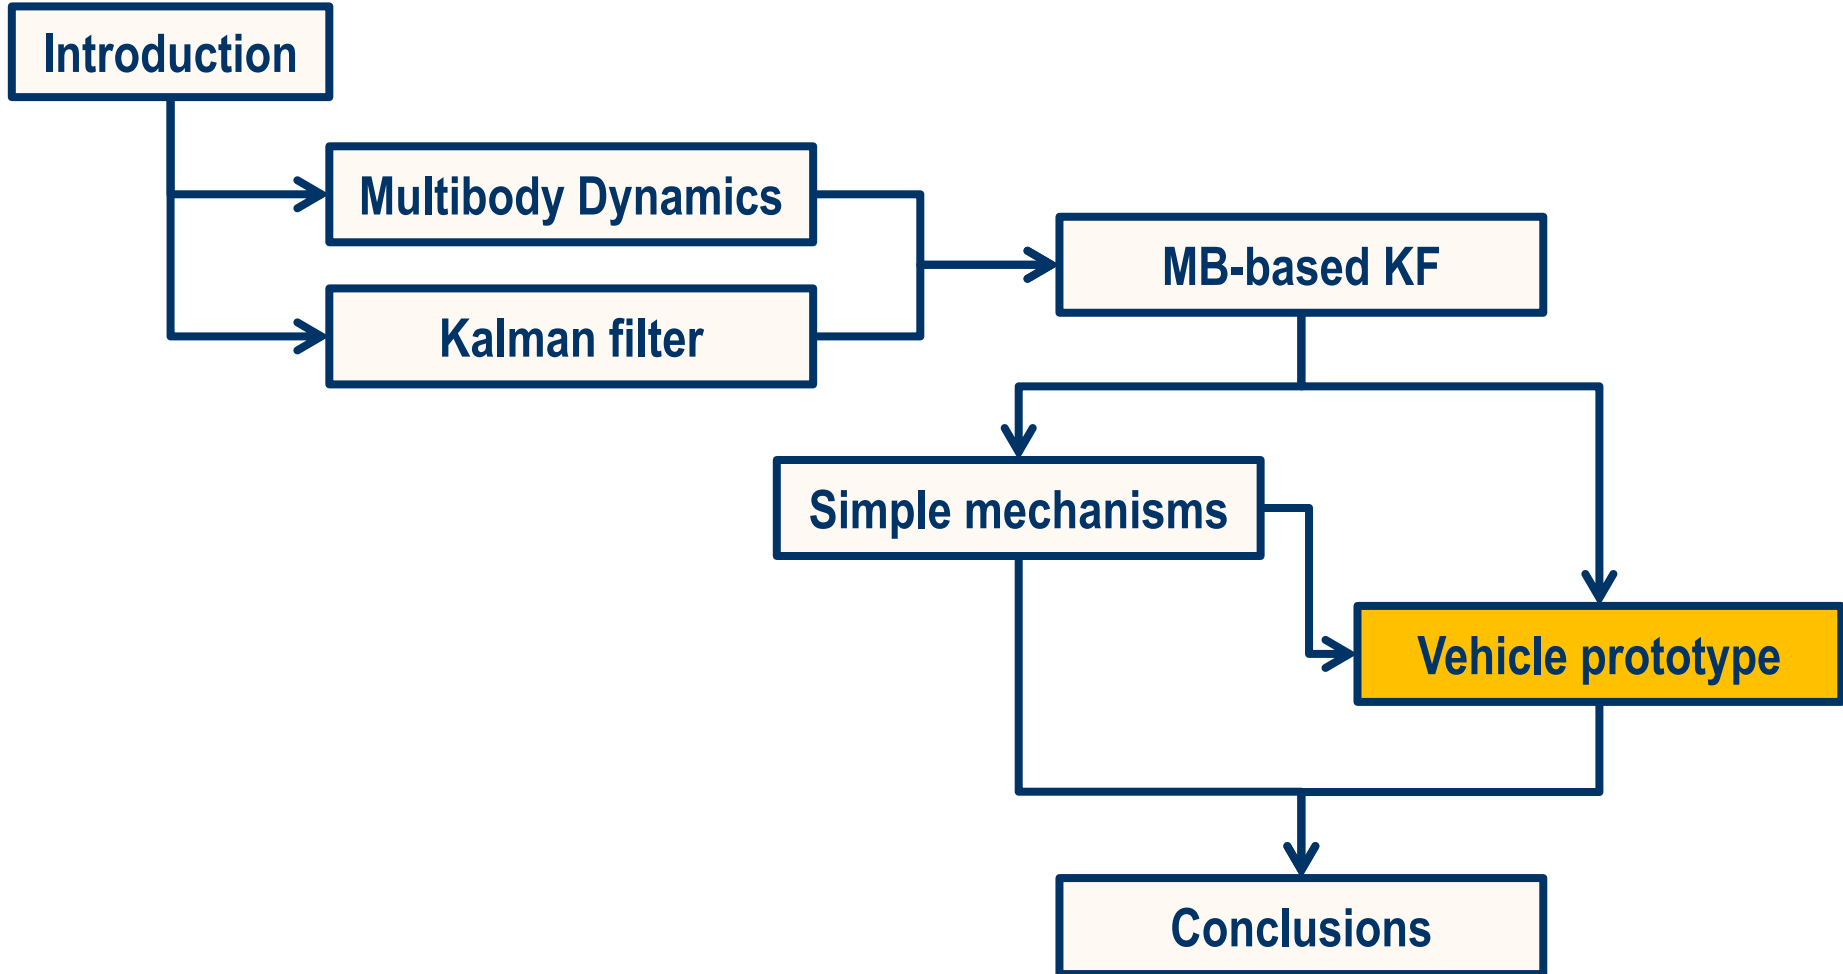 Introduction
Multibody Dynamics
Kalman filter
MB-based KF
Simple mechanisms
Vehicle prototype
Conclusions